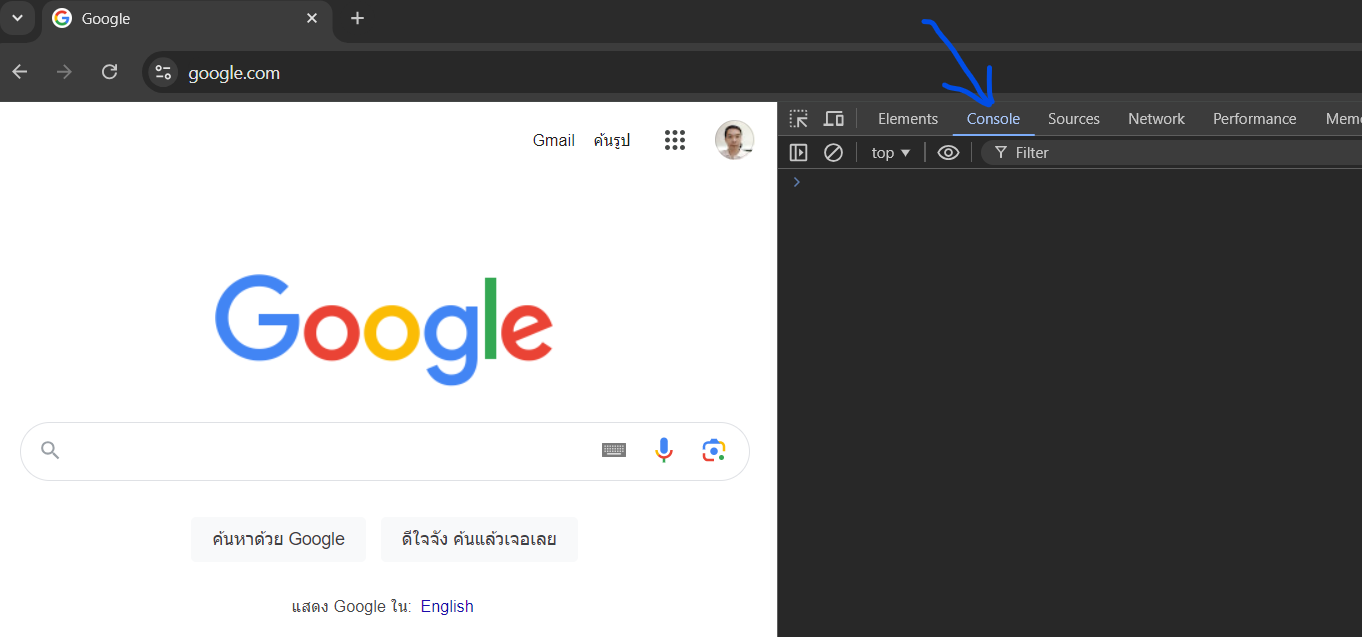 Google
google.com
Elements Console Sources Network Performance
top Filter
Gmail ค้นรูป
Google
ค้นหาด้วย Google ดีใจจัง ค้นแล้วเจอเลย
แสดง Google ใน: English